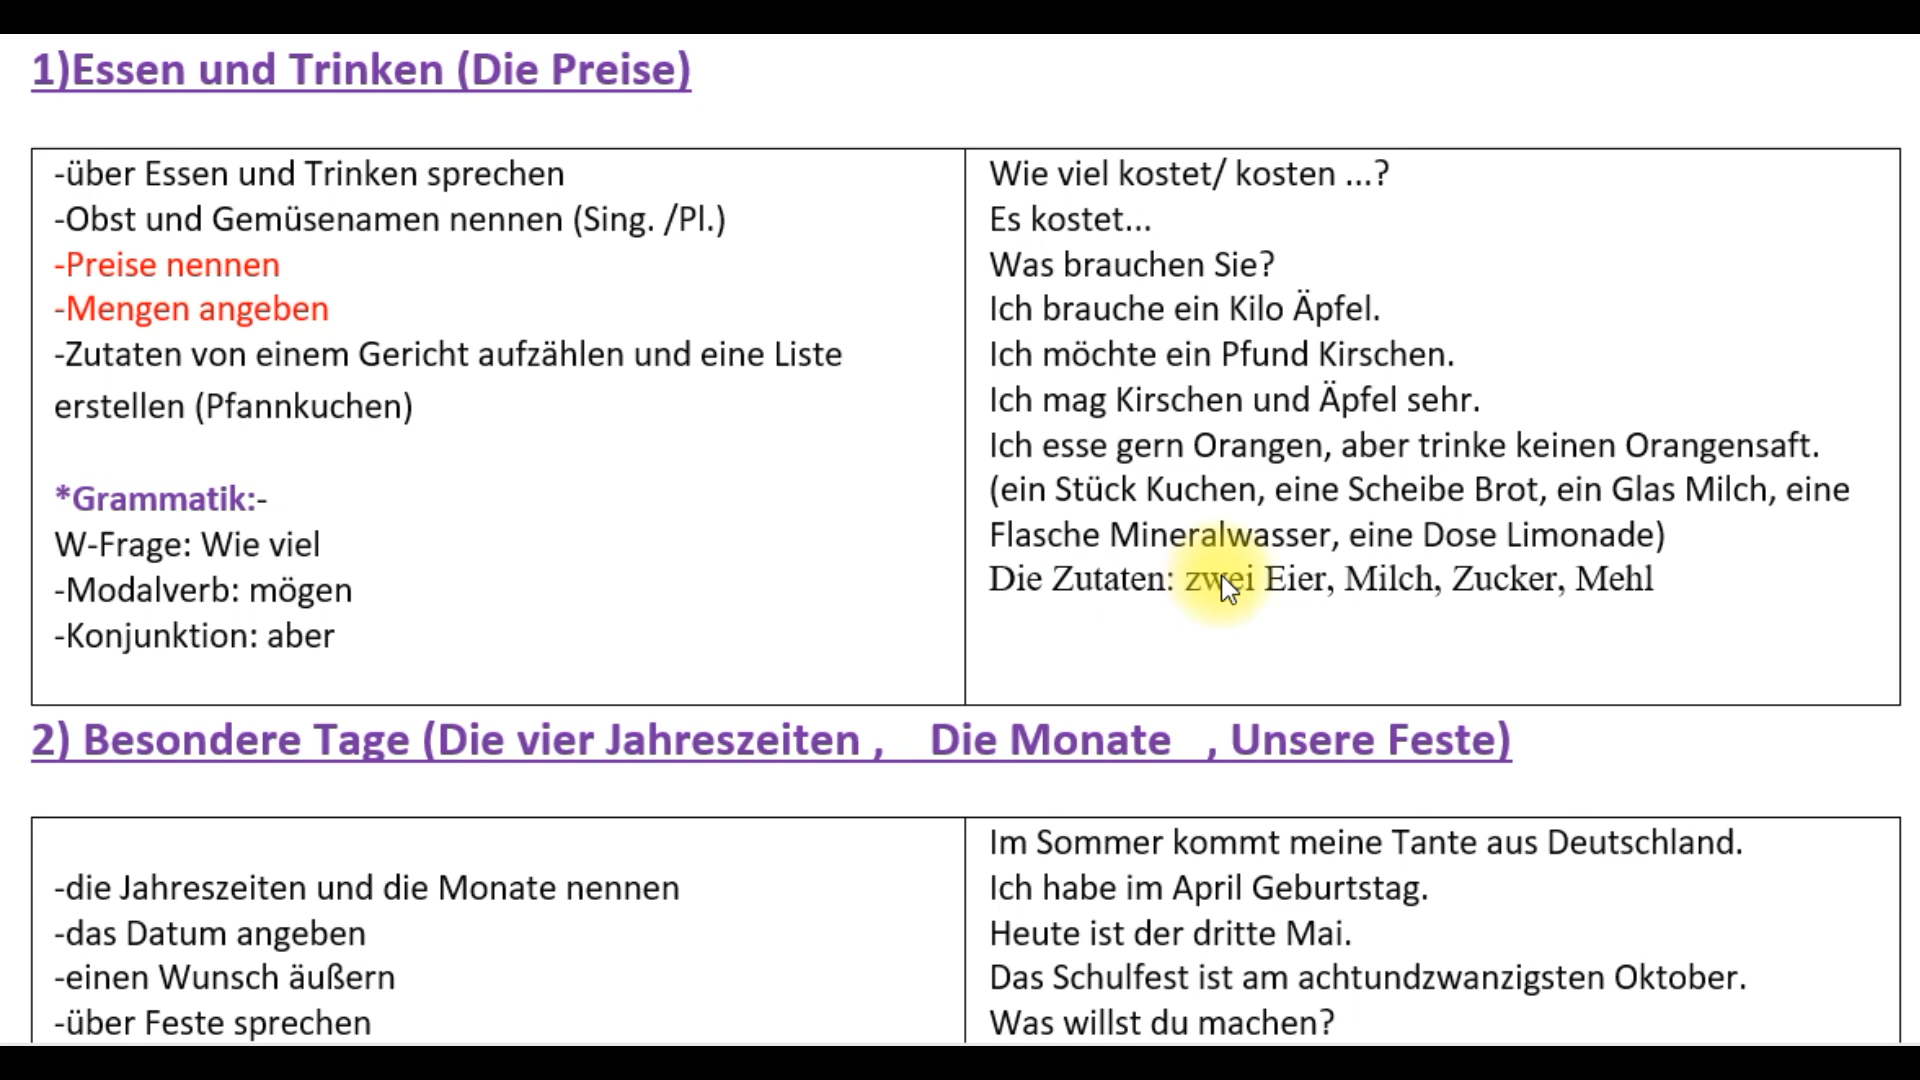 1)Essen und Trinken (Die Preise)
-über Essen und Trinken sprechen
-Obst und Gemüsenamen nennen (Sing. /Pl.)
-Preise nennen
-Mengen angeben
-Zutaten von einem Gericht aufzählen und eine Liste
erstellen (Pfannkuchen)
*Grammatik:-
W-Frage: Wie viel
-Modalverb: mögen
-Konjunktion: aber
Wie viel kostet/ kosten ...?
Es kostet...
Was brauchen Sie?
Ich brauche ein Kilo Äpfel.
Ich möchte ein Pfund Kirschen.
Ich mag Kirschen und Äpfel sehr.
Ich esse gern Orangen, aber trinke keinen Orangensaft.
(ein Stück Kuchen, eine Scheibe Brot, ein Glas Milch, eine
Flasche Mineralwasser, eine Dose Limonade)
Die Zutaten: zwei Eier, Milch, Zucker, Mehl
2) Besondere Tage (Die vier Jahreszeiten , Die Monate , Unsere Feste)
-die Jahreszeiten und die Monate nennen
-das Datum angeben
-einen Wunsch äußern
-über Feste sprechen
Im Sommer kommt meine Tante aus Deutschland.
Ich habe im April Geburtstag.
Heute ist der dritte Mai.
Das Schulfest ist am achtundzwanzigsten Oktober.
Was willst du machen?